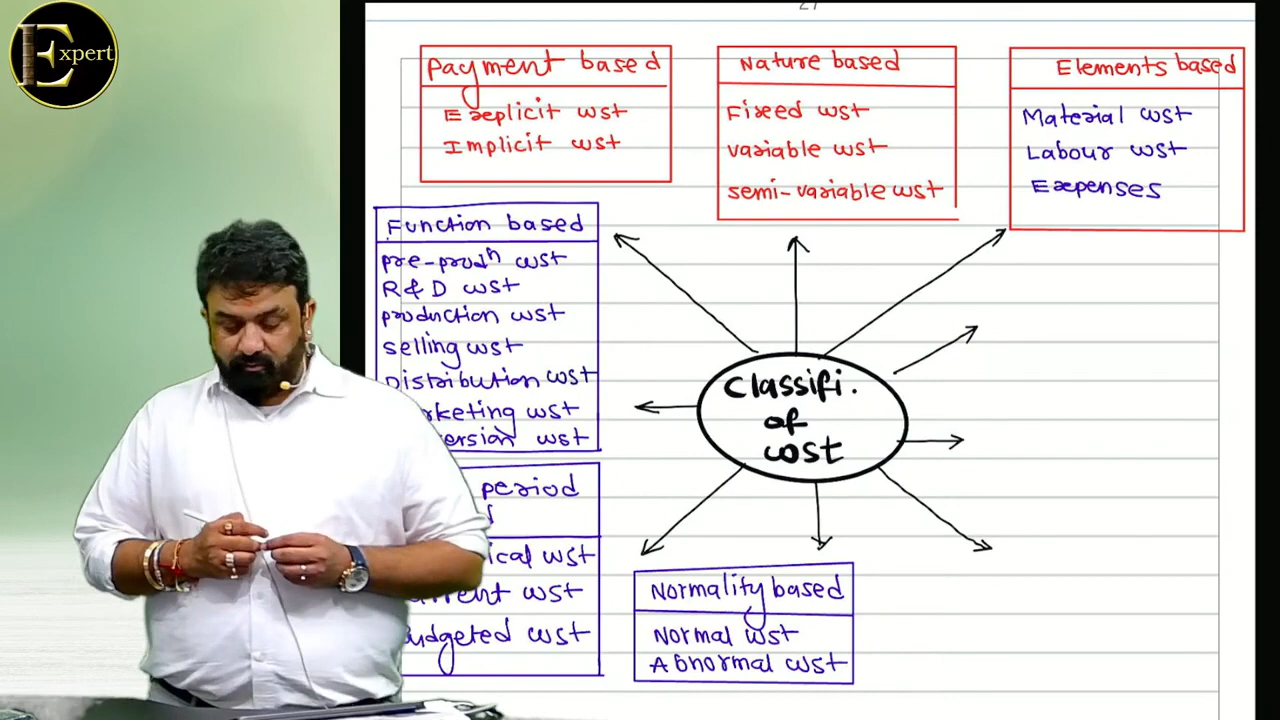 Expert
27
Payment based
Explicit cost
Implicit cost
Nature based
Fixed cost
variable cost
semi-variable cost
Elements based
Material cost
Labour cost
Expenses
Function based
pre-prodn cost
R & D cost
production cost
selling cost
Distribution cost
rketing cost
ersion cost
period
ical cost
urrent cost
udgeted cost
Classifi.
of
cost
Normality based
Normal cost
Abnormal cost